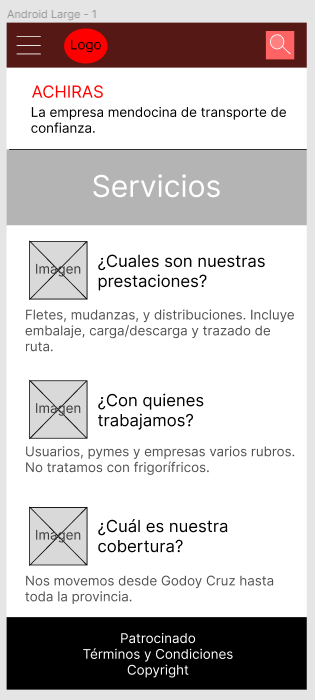 Android Large - 1
Logo
ACHIRAS
La empresa mendocina de transporte de
confianza.
Servicios
Imagen
¿Cuales son nuestras
prestaciones?
Fletes, mudanzas, y distribuciones. Incluye
embalaje, carga/descarga y trazado de
ruta.
Imagen
¿Con quienes
trabajamos?
Usuarios, pymes y empresas varios rubros.
No tratamos con frigoríficos.
Imagen
¿Cuál es nuestra
cobertura?
Nos movemos desde Godoy Cruz hasta
toda la provincia.
Patrocinado
Términos y Condiciones
Copyright